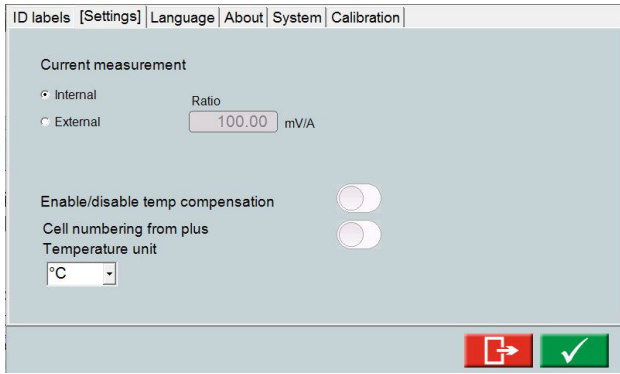 ID labels [Settings] Language About System Calibration
Current measurement
Internal
Ratio
External 100.00 mV/A
Enable/disable temp compensation
Cell numbering from plus
Temperature unit
°C